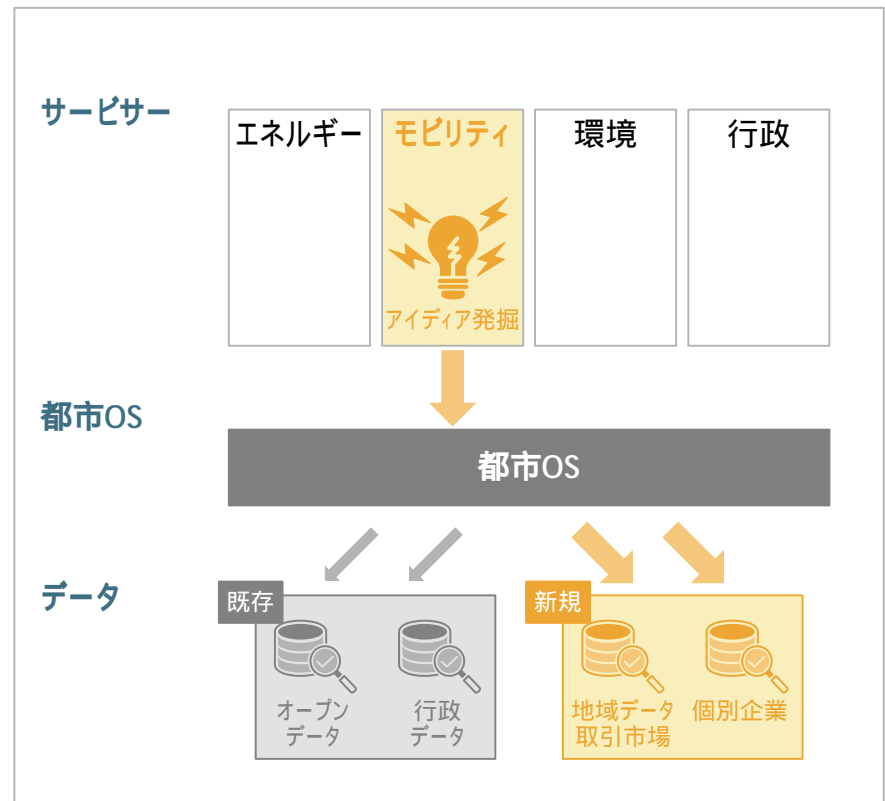 サービサー
エネルギー
モビリティ
環境
行政
アイディア発掘
都市OS
都市OS
データ
既存
新規
オープン
データ
行政
データ
地域データ
取引市場
個別企業